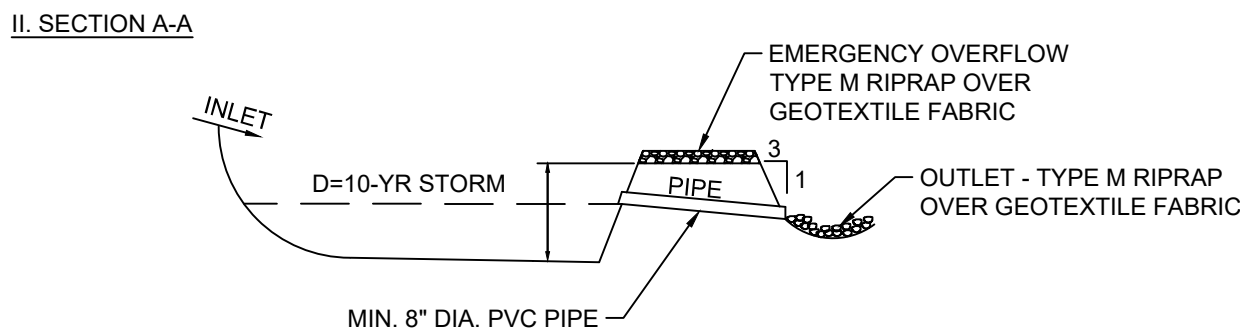 II. SECTION A-A
EMERGENCY OVERFLOW
TYPE M RIPRAP OVER
GEOTEXTILE FABRIC
INLET
3
1
D=10-YR STORM
PIPE
OUTLET - TYPE M RIPRAP
OVER GEOTEXTILE FABRIC
MIN. 8" DIA. PVC PIPE